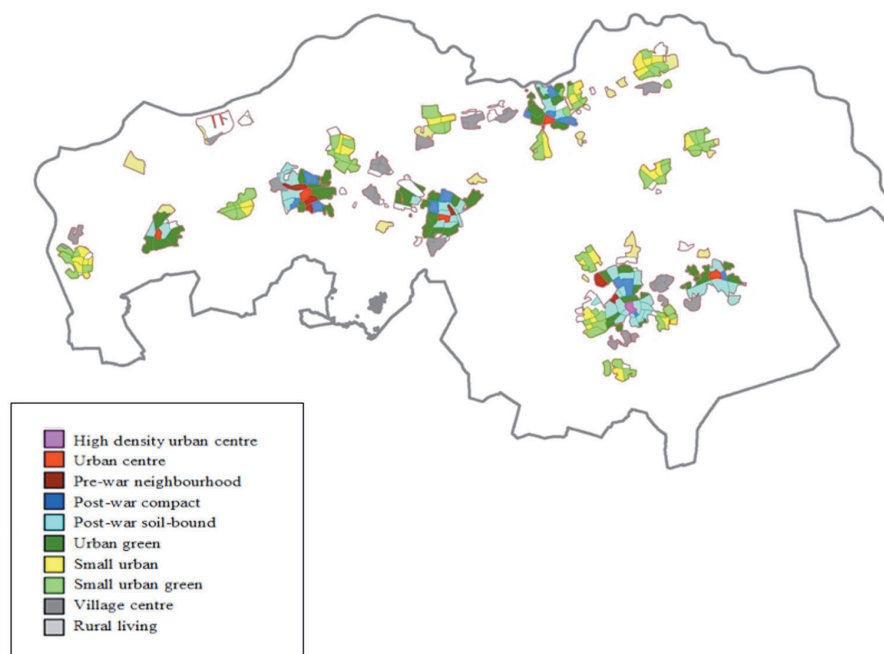 High density urban centre
Urban centre
Pre-war neighbourhood
Post-war compact
Post-war soil-bound
Urban green
Small urban
Small urban green
Village centre
Rural living